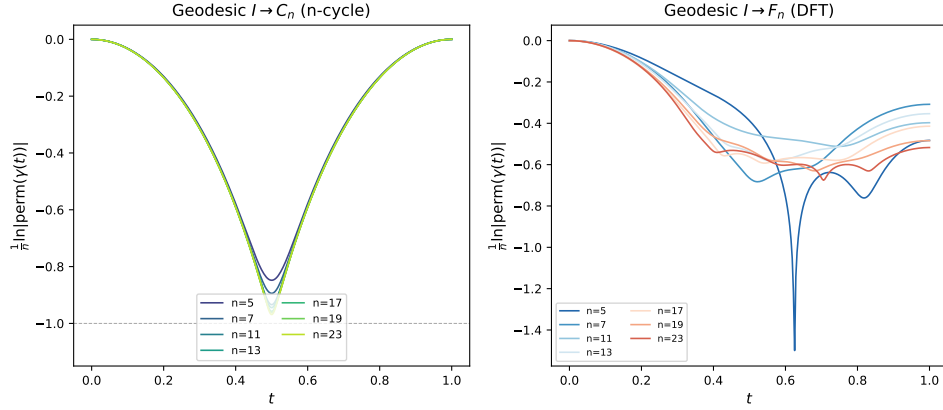 Geodesic I → Cₙ (n-cycle)
1/n ln|perm(γ(t))|
0.0
−0.2
−0.4
−0.6
−0.8
−1.0
n=5
n=7
n=11
n=13
n=17
n=19
n=23
0.0 0.2 0.4 0.6 0.8 1.0
t
Geodesic I → Fₙ (DFT)
1/n ln|perm(γ(t))|
0.0
−0.2
−0.4
−0.6
−0.8
−1.0
−1.2
−1.4
n=5
n=7
n=11
n=13
n=17
n=19
n=23
0.0 0.2 0.4 0.6 0.8 1.0
t